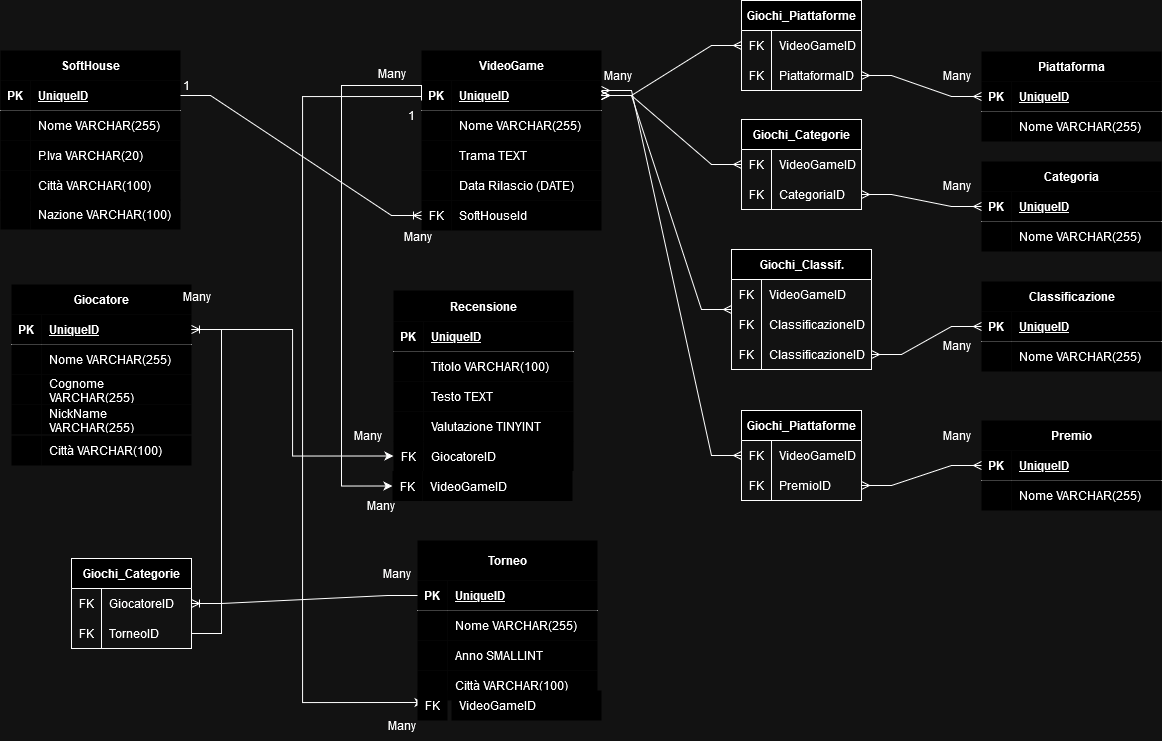 SoftHouse
PK UniqueID
Nome VARCHAR(255)
P.Iva VARCHAR(20)
Città VARCHAR(100)
Nazione VARCHAR(100)
1
Many
VideoGame
PK UniqueID
1
Nome VARCHAR(255)
Trama TEXT
Data Rilascio (DATE)
FK SoftHouseId
Many
Many
Giochi_Piattaforme
FK VideoGameID
FK PiattaformaID
Many
Piattaforma
PK UniqueID
Nome VARCHAR(255)
Giochi_Categorie
FK VideoGameID
FK CategoriaID
Many
Categoria
PK UniqueID
Nome VARCHAR(255)
Giochi_Classif.
FK VideoGameID
FK ClassificazioneID
FK ClassificazioneID
Many
Classificazione
PK UniqueID
Nome VARCHAR(255)
Giochi_Piattaforme
FK VideoGameID
FK PremioID
Many
Premio
PK UniqueID
Nome VARCHAR(255)
Giocatore
Many
PK UniqueID
Nome VARCHAR(255)
Cognome
VARCHAR(255)
NickName
VARCHAR(255)
Città VARCHAR(100)
Recensione
PK UniqueID
Titolo VARCHAR(100)
Testo TEXT
Valutazione TINYINT
Many
FK GiocatoreID
FK VideoGameID
Many
Giochi_Categorie
FK GiocatoreID
FK TorneoID
Many
Torneo
PK UniqueID
Nome VARCHAR(255)
Anno SMALLINT
Città VARCHAR(100)
FK VideoGameID
Many